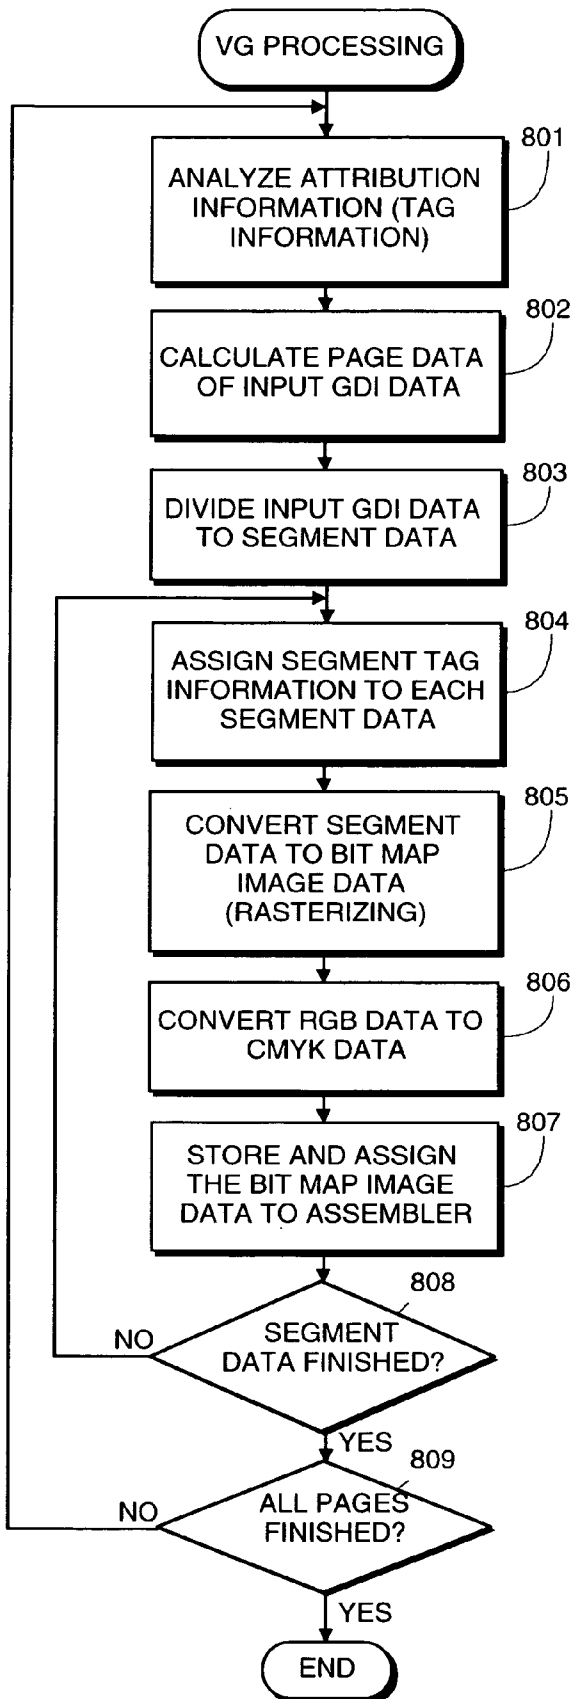 VG PROCESSING
801
ANALYZE ATTRIBUTION
INFORMATION (TAG
INFORMATION)
802
CALCULATE PAGE DATA
OF INPUT GDI DATA
803
DIVIDE INPUT GDI DATA
TO SEGMENT DATA
804
ASSIGN SEGMENT TAG
INFORMATION TO EACH
SEGMENT DATA
805
CONVERT SEGMENT
DATA TO BIT MAP
IMAGE DATA
(RASTERIZING)
806
CONVERT RGB DATA TO
CMYK DATA
807
STORE AND ASSIGN
THE BIT MAP IMAGE
DATA TO ASSEMBLER
808
NO
SEGMENT
DATA FINISHED?
YES
809
NO
ALL PAGES
FINISHED?
YES
END